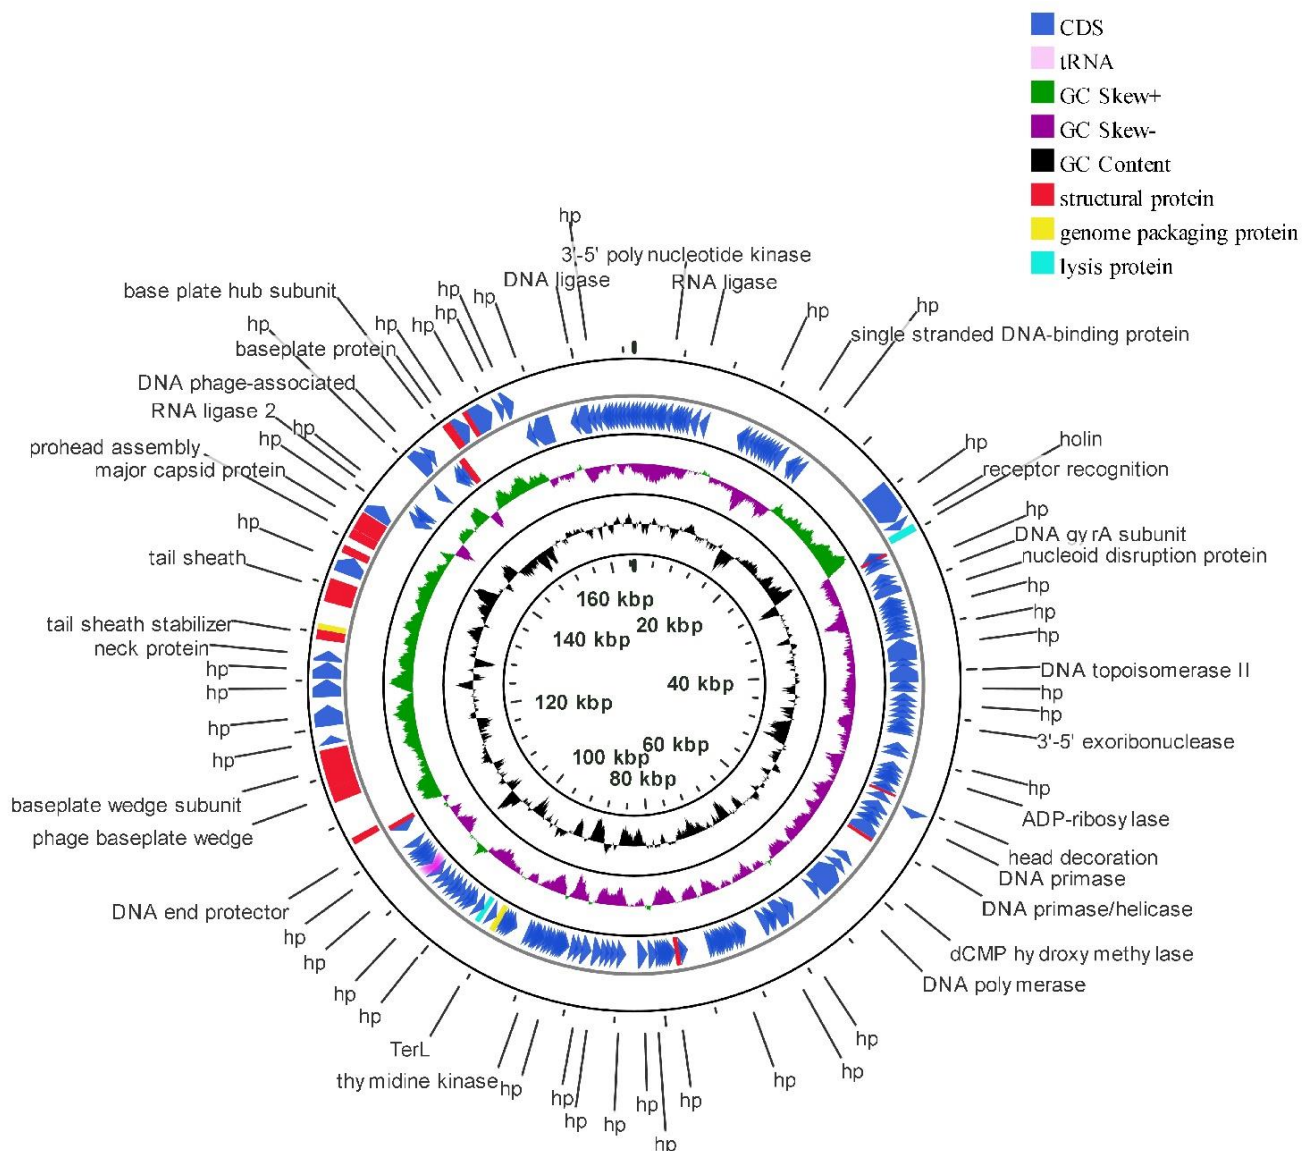 CDS
tRNA
GC Skew+
GC Skew-
GC Content
structural protein
genome packaging protein
lysis protein
hp
3'-5' poly nucleotide kinase
DNA ligase
RNA ligase
hp
hp
single stranded DNA-binding protein
hp
holin
receptor recognition
hp
DNA gyrA subunit
nucleoid disruption protein
hp
hp
hp
DNA topoisomerase II
hp
hp
3'-5' exoribonuclease
hp
ADP-ribosy lase
head decoration
DNA primase
DNA primase/helicase
dCMP hy droxy methy lase
DNA poly merase
hp
hp
hp
hp
hp
hp
hp
hp
hp
hp
thy midine kinase
TerL
hp
hp
hp
hp
DNA end protector
phage baseplate wedge
baseplate wedge subunit
hp
hp
hp
hp
neck protein
tail sheath stabilizer
tail sheath
hp
major capsid protein
prohead assembly
hp
hp
RNA ligase 2
DNA phage-associated
baseplate protein
hp
hp
base plate hub subunit
hp
hp
hp
hp
160 kbp
20 kbp
140 kbp
40 kbp
120 kbp
60 kbp
100 kbp
80 kbp